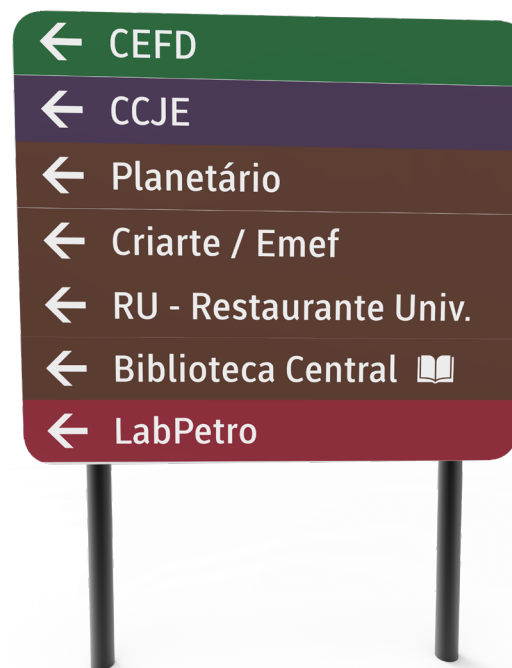 ← CEFD
← CCJE
← Planetário
← Criarte / Emef
← RU - Restaurante Univ.
← Biblioteca Central
← LabPetro